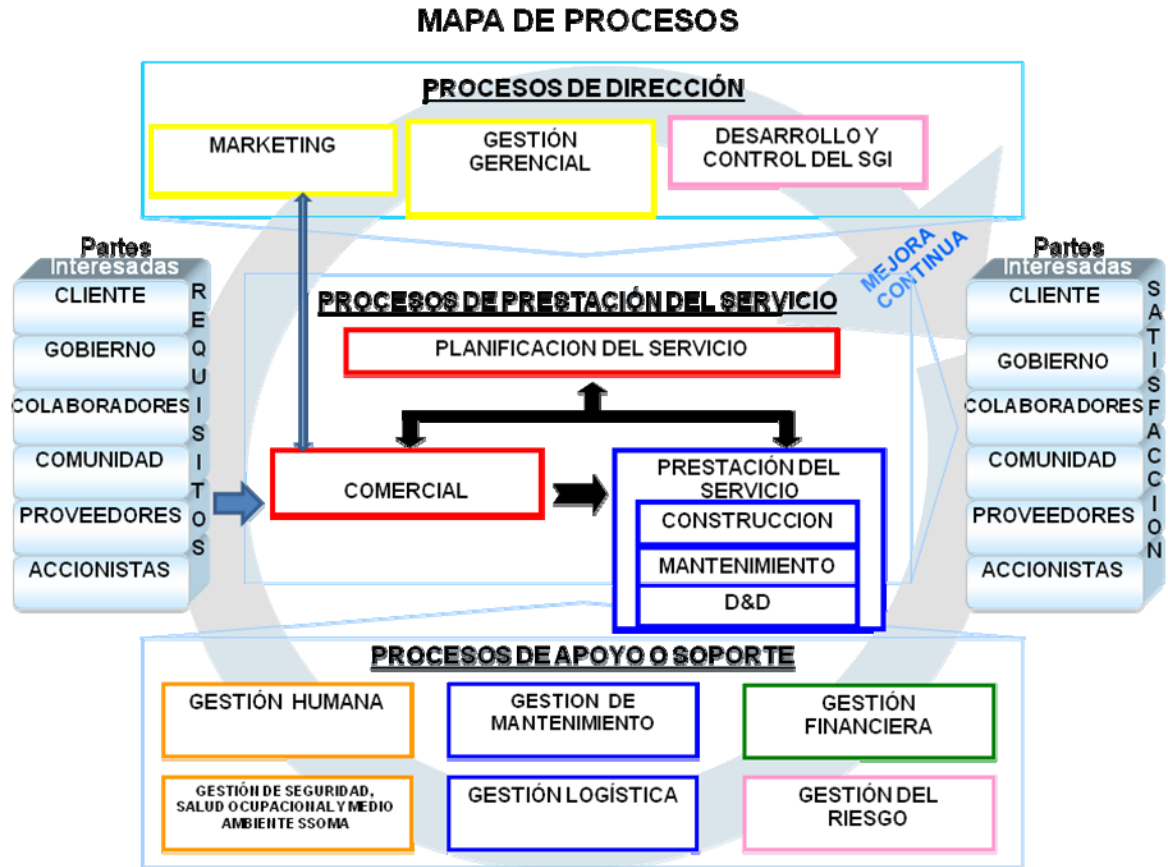 MAPA DE PROCESOS
PROCESOS DE DIRECCIÓN
MARKETING
GESTIÓN
GERENCIAL
DESARROLLO Y
CONTROL DEL SGI
Partes
Interesadas
CLIENTE
GOBIERNO
COLABORADORES
COMUNIDAD
PROVEEDORES
ACCIONISTAS
REQUISITOS
MEJORA
CONTINUA
PROCESOS DE PRESTACIÓN DEL SERVICIO
PLANIFICACION DEL SERVICIO
COMERCIAL
PRESTACIÓN DEL
SERVICIO
CONSTRUCCION
MANTENIMIENTO
D&D
Partes
Interesadas
CLIENTE
GOBIERNO
COLABORADORES
COMUNIDAD
PROVEEDORES
ACCIONISTAS
SATISFACCION
PROCESOS DE APOYO O SOPORTE
GESTIÓN HUMANA
GESTION DE
MANTENIMIENTO
GESTIÓN
FINANCIERA
GESTIÓN DE SEGURIDAD,
SALUD OCUPACIONAL Y MEDIO
AMBIENTE SSOMA
GESTIÓN LOGÍSTICA
GESTIÓN DEL
RIESGO